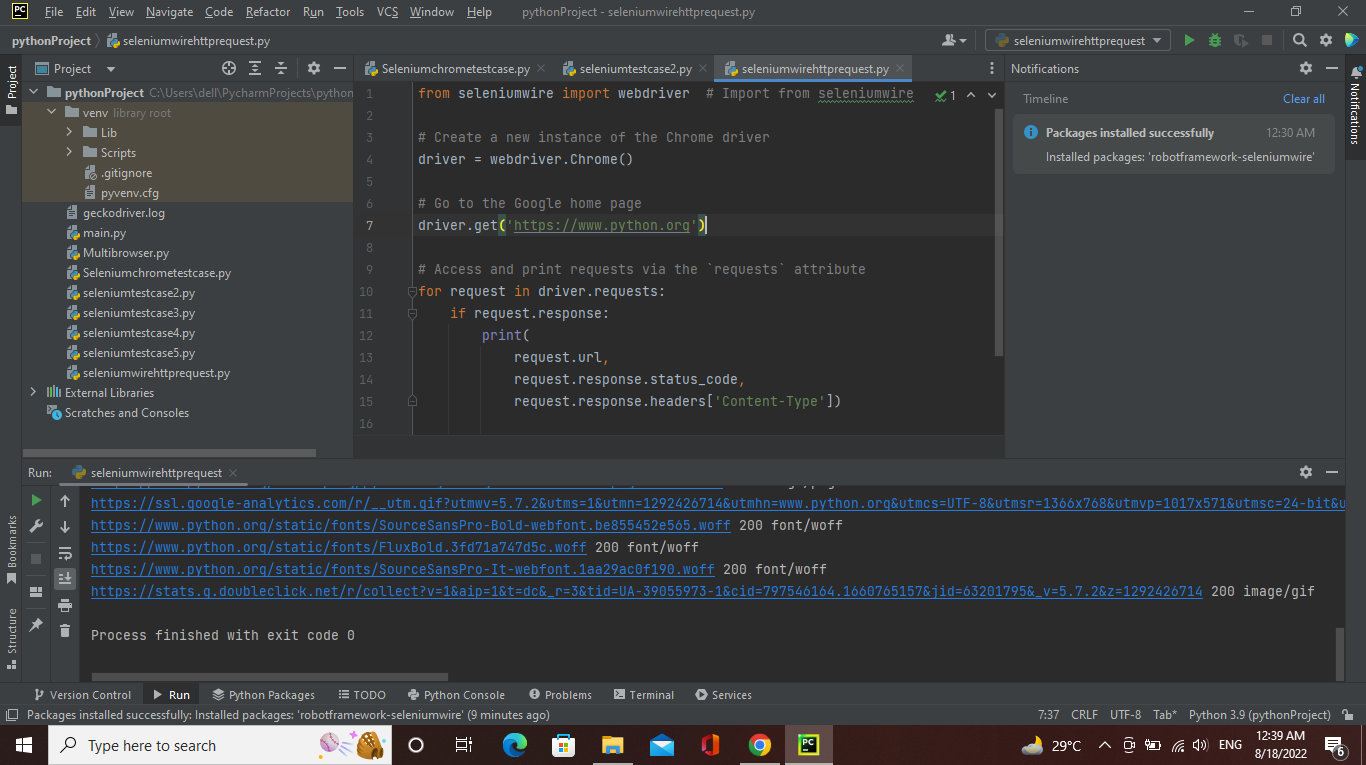 PC File Edit View Navigate Code Refactor Run Tools VCS Window Help pythonProject - seleniumwirehttprequest.py
pythonProject seleniumwirehttprequest.py seleniumwirehttprequest
Project
Project
pythonProject C:\Users\dell\PycharmProjects\python
venv library root
Lib
Scripts
.gitignore
pyvenv.cfg
geckodriver.log
main.py
Multibrowser.py
Seleniumchrometestcase.py
seleniumtestcase2.py
seleniumtestcase3.py
seleniumtestcase4.py
seleniumtestcase5.py
seleniumwirehttprequest.py
External Libraries
Scratches and Consoles
Seleniumchrometestcase.py seleniumtestcase2.py seleniumwirehttprequest.py
1 from seleniumwire import webdriver # Import from seleniumwire 1
2
3 # Create a new instance of the Chrome driver
4 driver = webdriver.Chrome()
5
6 # Go to the Google home page
7 driver.get('https://www.python.org')
8
9 # Access and print requests via the `requests` attribute
10 for request in driver.requests:
11 if request.response:
12 print(
13 request.url,
14 request.response.status_code,
15 request.response.headers['Content-Type'])
16
Notifications
Timeline Clear all
Packages installed successfully 12:30 AM
Installed packages: 'robotframework-seleniumwire'
Notifications
Run: seleniumwirehttprequest
https://ssl.google-analytics.com/r/__utm.gif?utmwv=5.7.2&utms=1&utmn=1292426714&utmhn=www.python.org&utmcs=UTF-8&utmsr=1366x768&utmvp=1017x571&utmsc=24-bit&u
https://www.python.org/static/fonts/SourceSansPro-Bold-webfont.be855452e565.woff 200 font/woff
https://www.python.org/static/fonts/FluxBold.3fd71a747d5c.woff 200 font/woff
https://www.python.org/static/fonts/SourceSansPro-It-webfont.1aa29ac0f190.woff 200 font/woff
https://stats.g.doubleclick.net/r/collect?v=1&aip=1&t=dc&_r=3&tid=UA-39055973-1&cid=797546164.1660765157&jid=63201795&_v=5.7.2&z=1292426714 200 image/gif
Process finished with exit code 0
Bookmarks
Structure
Version Control Run Python Packages TODO Python Console Problems Terminal Services
Packages installed successfully: Installed packages: 'robotframework-seleniumwire' (9 minutes ago) 7:37 CRLF UTF-8 Tab* Python 3.9 (pythonProject)
Type here to search PC 29°C ENG 12:39 AM
8/18/2022 6